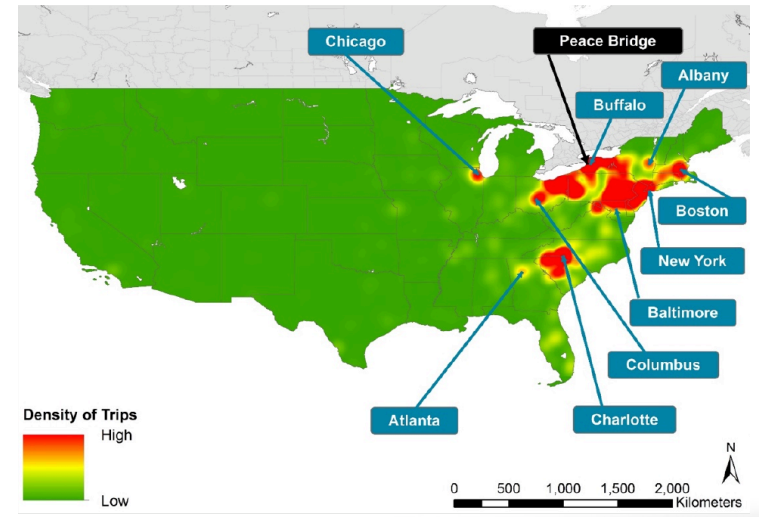 Chicago
Peace Bridge
Albany
Buffalo
Boston
New York
Baltimore
Columbus
Atlanta
Charlotte
Density of Trips
High
Low
N
0 500 1,000 1,500 2,000
Kilometers